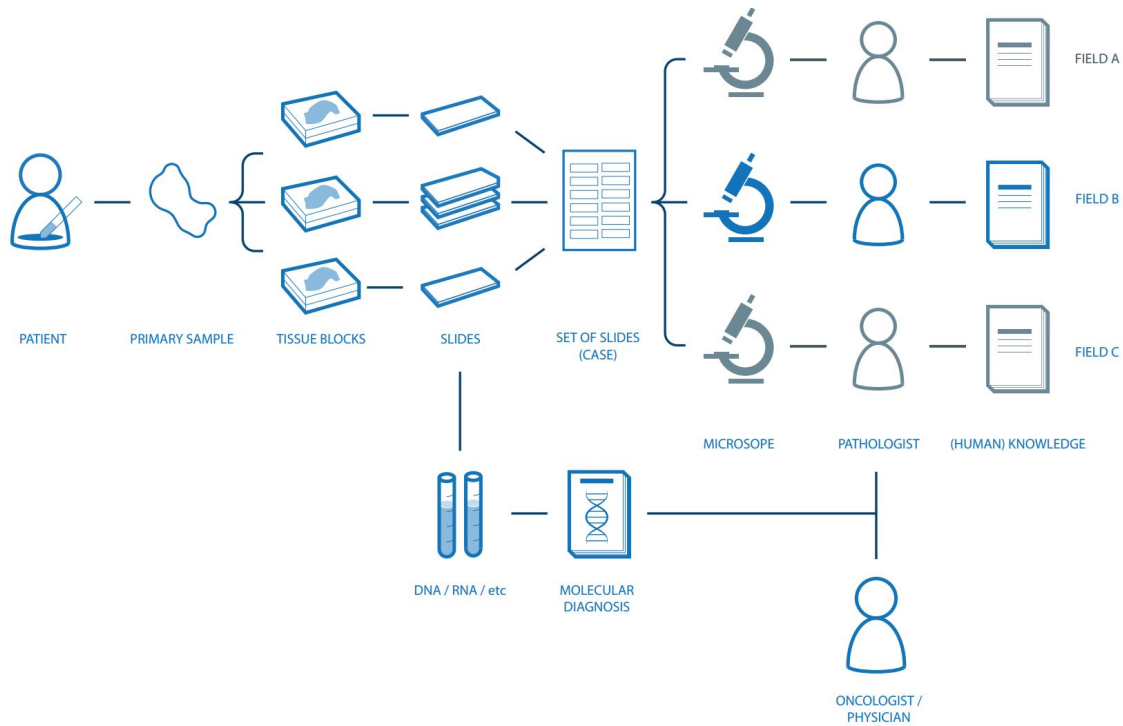 FIELD A
FIELD B
PATIENT
PRIMARY SAMPLE
TISSUE BLOCKS
SLIDES
SET OF SLIDES
(CASE)
FIELD C
MICROSOPE
PATHOLOGIST
(HUMAN) KNOWLEDGE
DNA / RNA / etc
MOLECULAR
DIAGNOSIS
ONCOLOGIST /
PHYSICIAN